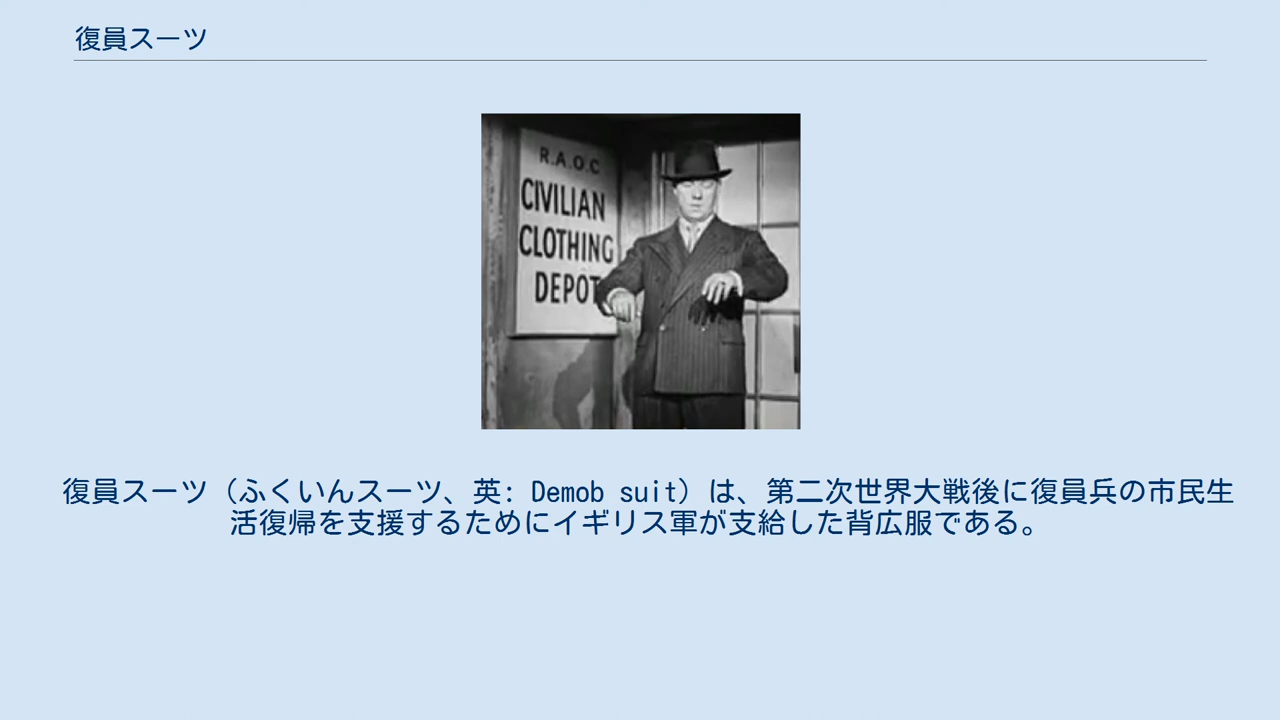 復員スーツ
R.A.O.C
CIVILIAN
CLOTHING
DEPOT
復員スーツ（ふくいんスーツ、英: Demob suit）は、第二次世界大戦後に復員兵の市民生
活復帰を支援するためにイギリス軍が支給した背広服である。